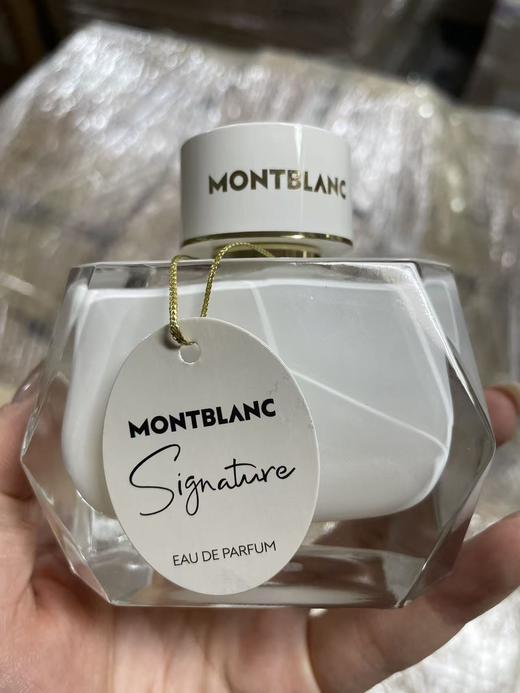 MONTBLANC
MONTBLANC
Signature
EAU DE PARFUM